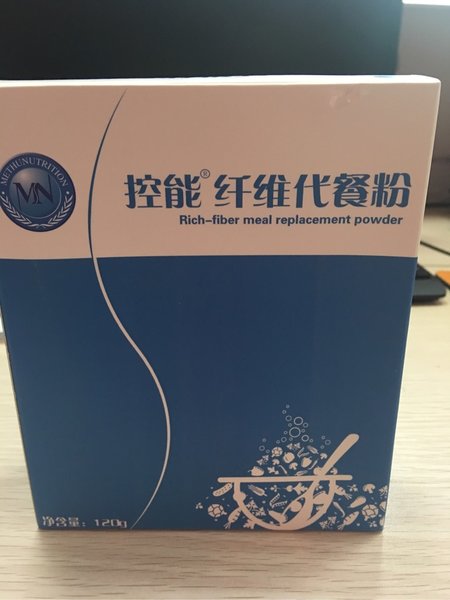 METHUNUTRITION
MN
控能® 纤维代餐粉
Rich-fiber meal replacement powder
净含量：120g